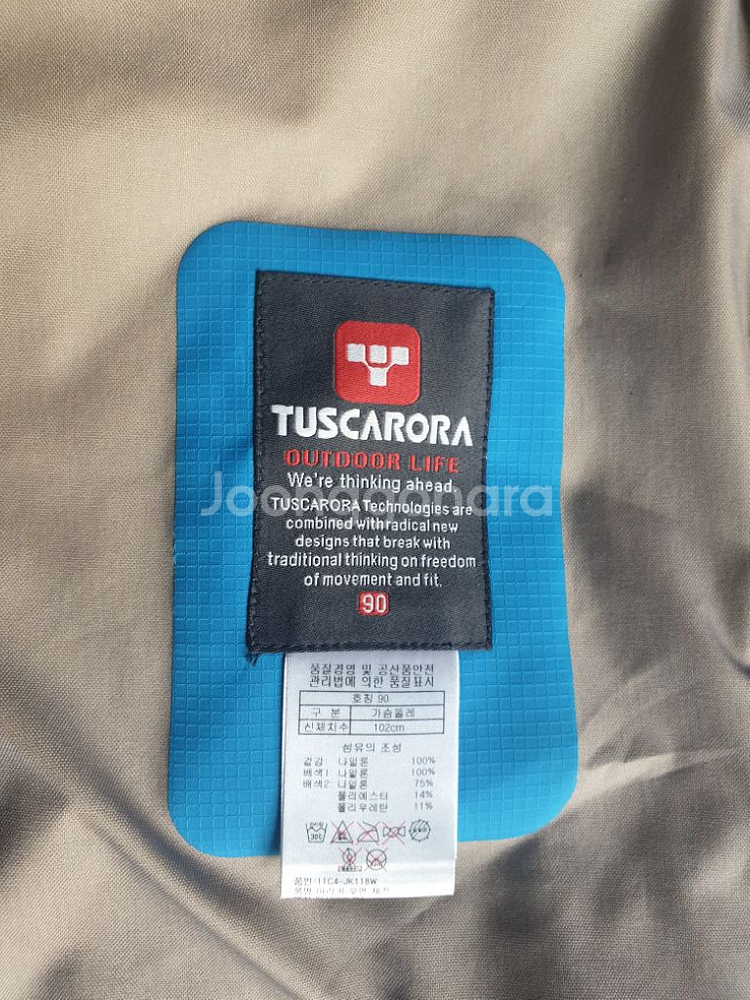 TUSCARORA
OUTDOOR LIFE
We're thinking ahead.
Joonggonara
TUSCARORA Technologies are
combined with radical new
designs that break with
traditional thinking on freedom
of movement and fit.
90
품질경영 및 공산품안전
관리법에 의한 품질표시
호칭 90
구 분 가슴둘레
신체치수 102cm
섬유의 조성
겉감 나일론 100%
배색1 나일론 100%
배색2 나일론 75%
폴리에스터 14%
폴리우레탄 11%
품번:1TC4-JK118W